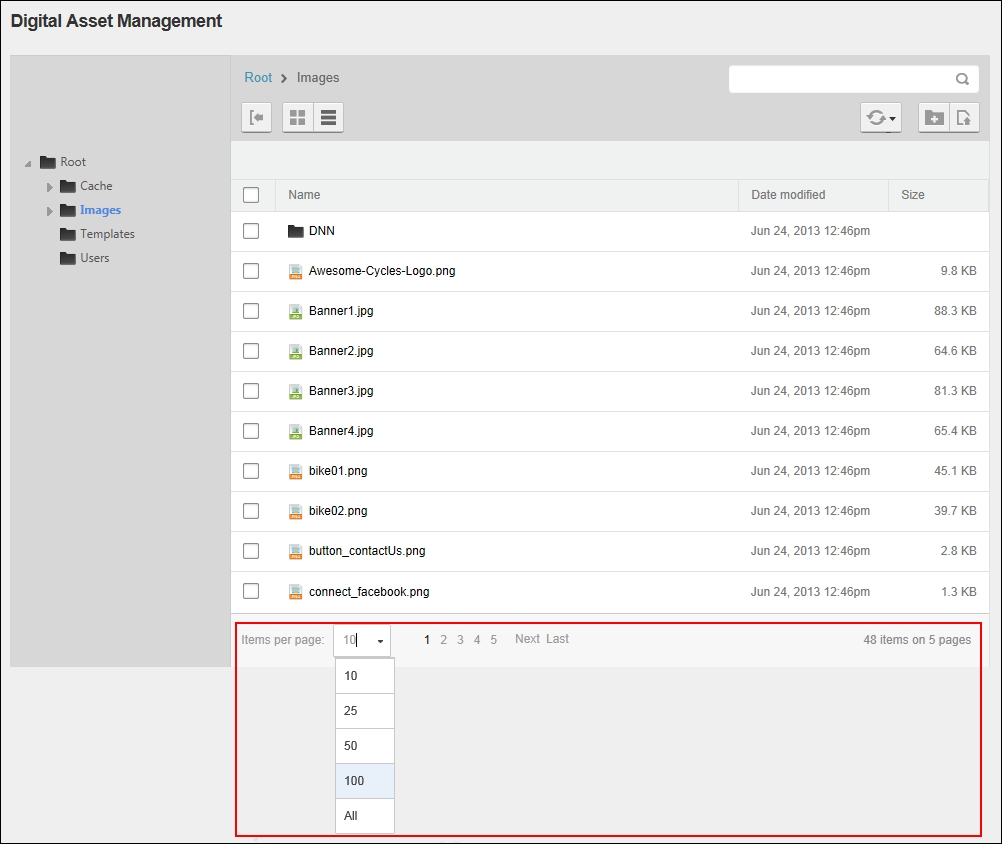 Digital Asset Management
Root > Images
Root
Cache
Images
Templates
Users
Name Date modified Size
DNN Jun 24, 2013 12:46pm
Awesome-Cycles-Logo.png Jun 24, 2013 12:46pm 9.8 KB
Banner1.jpg Jun 24, 2013 12:46pm 88.3 KB
Banner2.jpg Jun 24, 2013 12:46pm 64.6 KB
Banner3.jpg Jun 24, 2013 12:46pm 81.3 KB
Banner4.jpg Jun 24, 2013 12:46pm 65.4 KB
bike01.png Jun 24, 2013 12:46pm 45.1 KB
bike02.png Jun 24, 2013 12:46pm 39.7 KB
button_contactUs.png Jun 24, 2013 12:46pm 2.8 KB
connect_facebook.png Jun 24, 2013 12:46pm 1.3 KB
Items per page: 10 1 2 3 4 5 Next Last 48 items on 5 pages
10
25
50
100
All